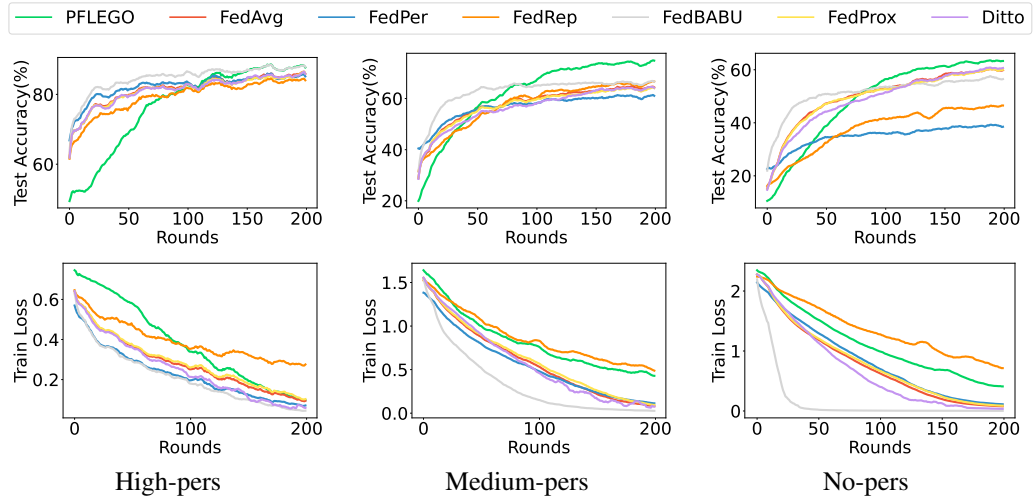 PFLEGO FedAvg FedPer FedRep FedBABU FedProx Ditto
Test Accuracy(%)
80
60
0 50 100 150 200
Rounds
Test Accuracy(%)
60
40
20
0 50 100 150 200
Rounds
Test Accuracy(%)
60
40
20
0 50 100 150 200
Rounds
Train Loss
0.6
0.4
0.2
0 100 200
Rounds
Train Loss
1.5
1.0
0.5
0.0
0 50 100 150 200
Rounds
Train Loss
2
1
0
0 50 100 150 200
Rounds
High-pers
Medium-pers
No-pers